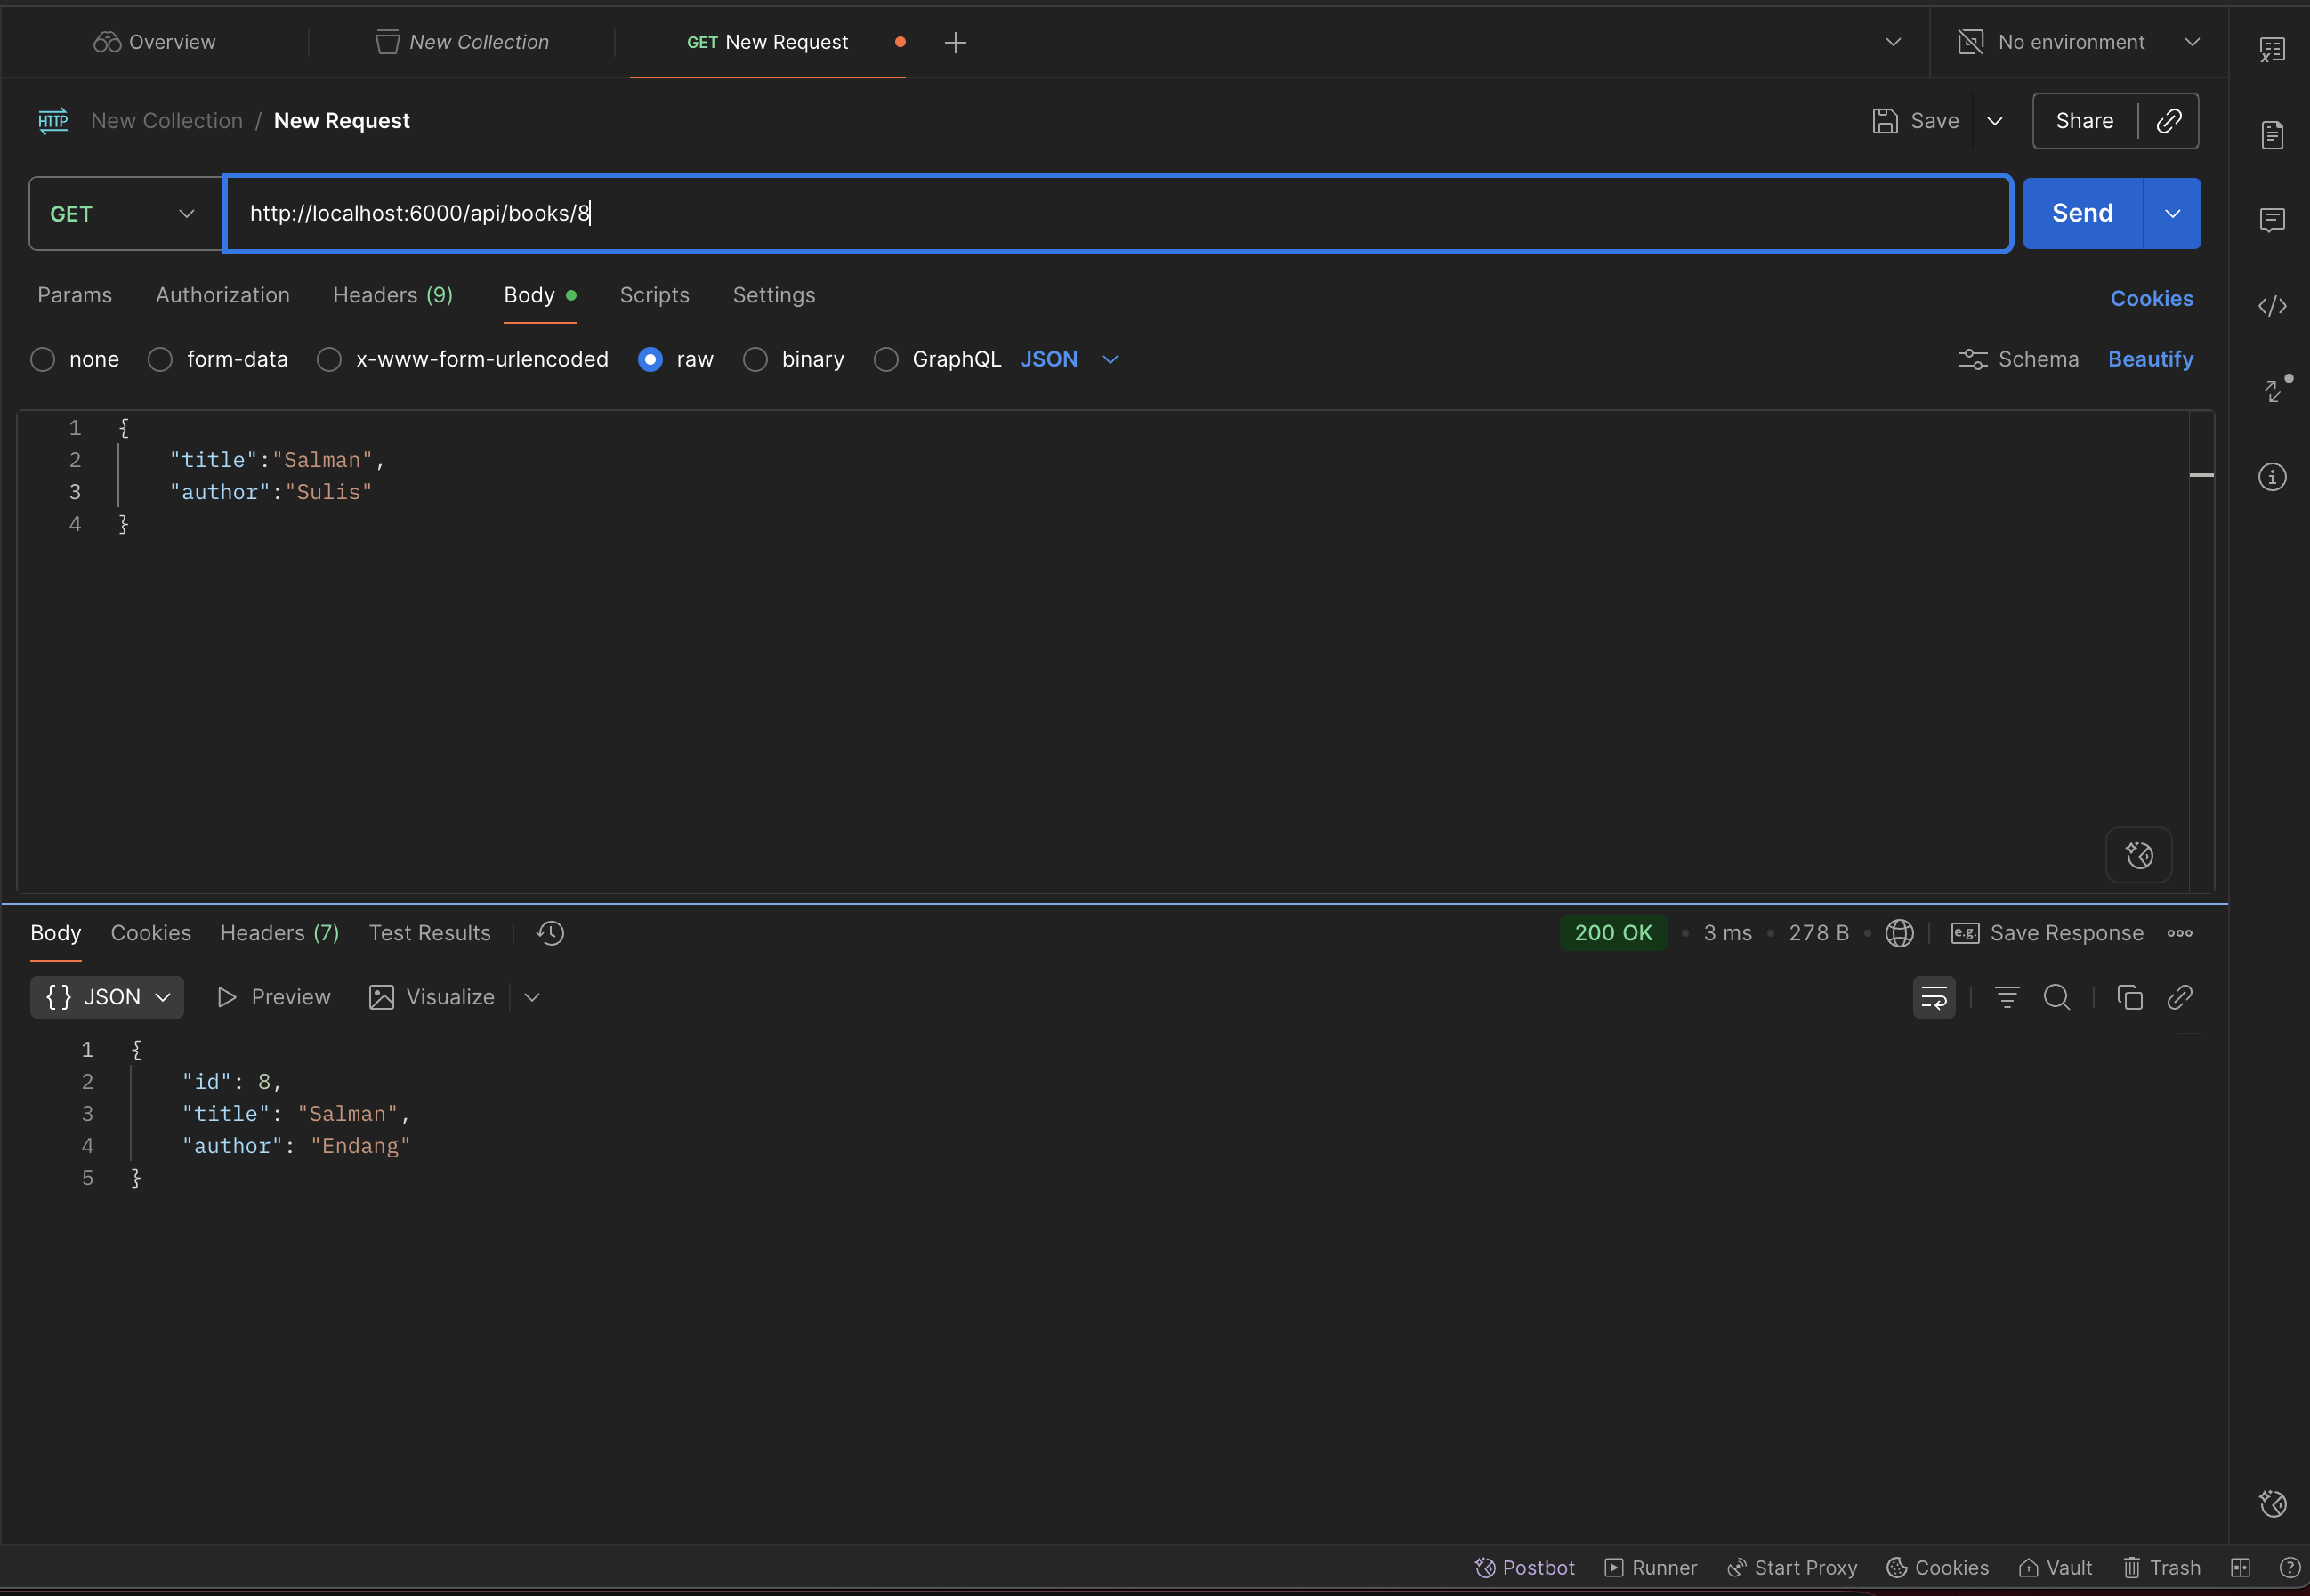 Overview New Collection GET New Request No environment
HTTP New Collection / New Request Save Share
GET http://localhost:6000/api/books/8 Send
Params Authorization Headers (9) Body Scripts Settings Cookies
none form-data x-www-form-urlencoded raw binary GraphQL JSON Schema Beautify
1 {
2 "title":"Salman",
3 "author":"Sulis"
4 }
Body Cookies Headers (7) Test Results 200 OK • 3 ms • 278 B • e.g. Save Response
{} JSON Preview Visualize
1 {
2 "id": 8,
3 "title": "Salman",
4 "author": "Endang"
5 }
Postbot Runner Start Proxy Cookies Vault Trash